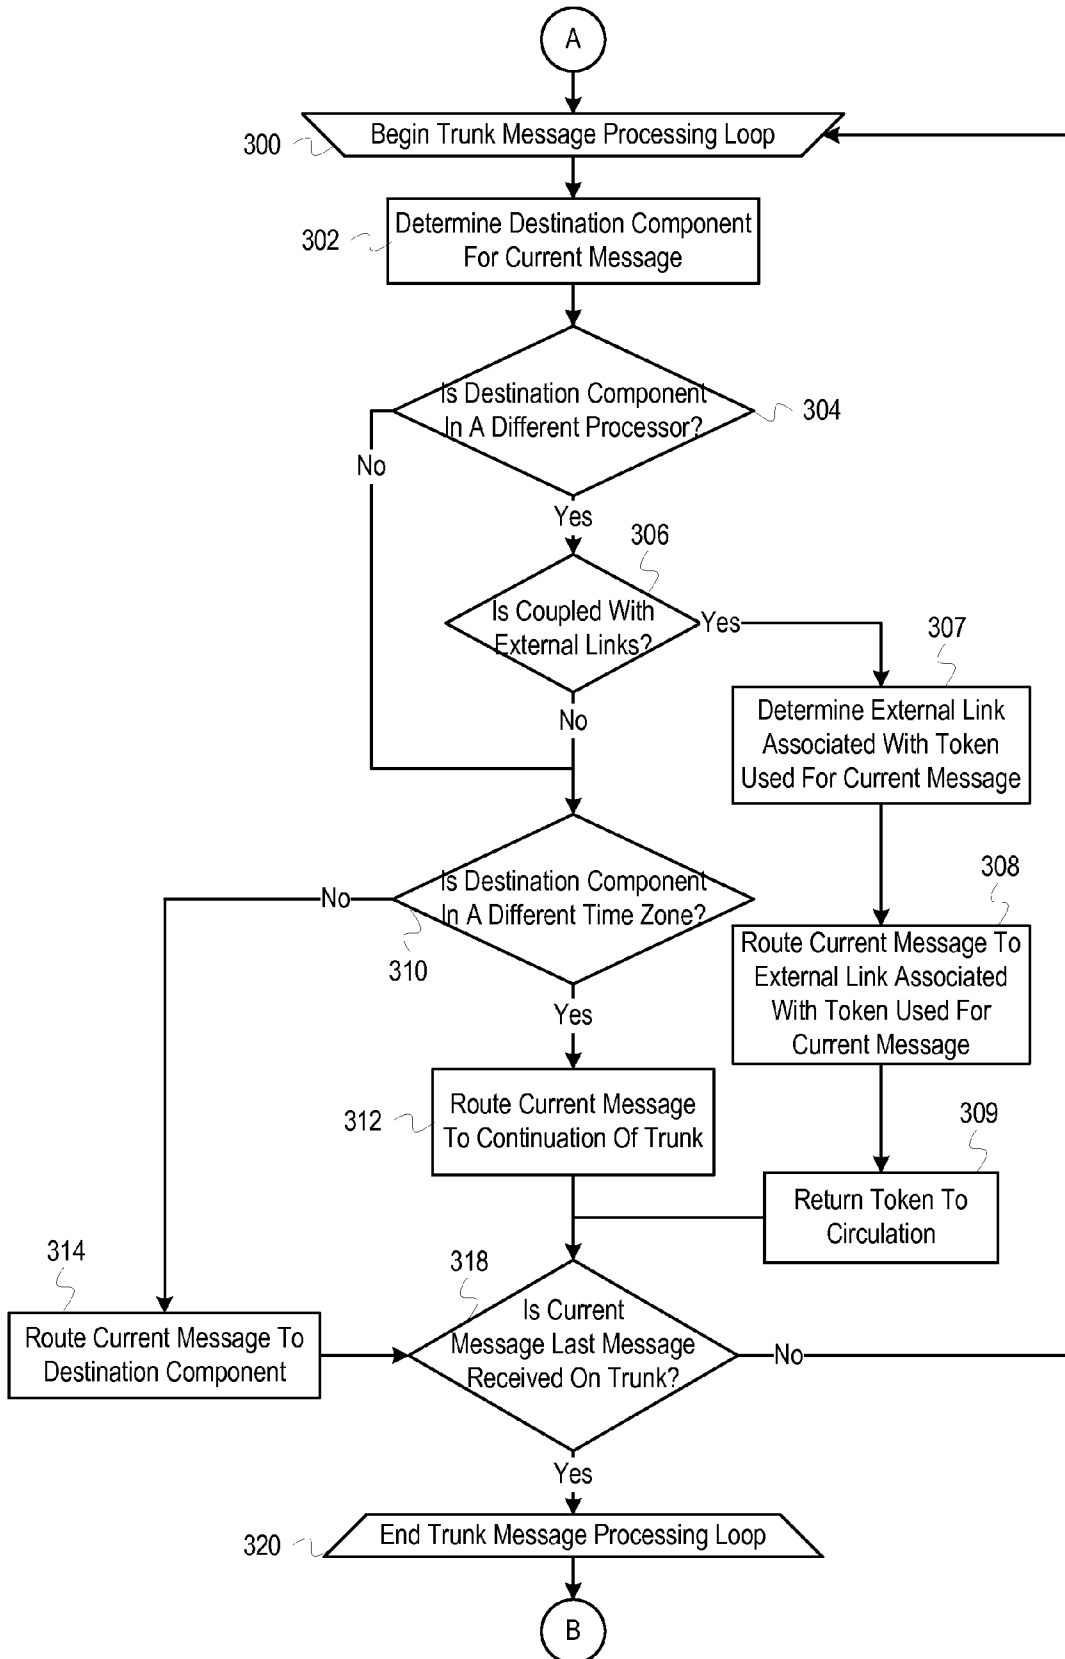 A
Begin Trunk Message Processing Loop
300
Determine Destination Component
For Current Message
302
Is Destination Component
In A Different Processor?
304
No
Yes
306
Is Coupled With
External Links?
Yes
307
No
Determine External Link
Associated With Token
Used For Current Message
Is Destination Component
In A Different Time Zone?
No
310
308
Route Current Message To
External Link Associated
With Token Used For
Current Message
Yes
Route Current Message
To Continuation Of Trunk
312
309
Return Token To
Circulation
314
Route Current Message To
Destination Component
318
Is Current
Message Last Message
Received On Trunk?
No
Yes
End Trunk Message Processing Loop
320
B